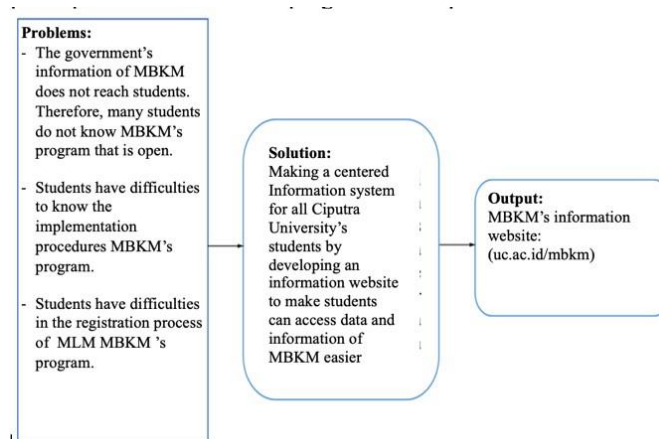 Problems:
- The government's
information of MBKM
does not reach students.
Therefore, many students
do not know MBKM's
program that is open.
- Students have difficulties
to know the
implementation
procedures MBKM's
program.
- Students have difficulties
in the registration process
of MLM MBKM 's
program.
Solution:
Making a centered
Information system
for all Ciputra
University's
students by
developing an
information website
to make students
can access data and
information of
MBKM easier
Output:
MBKM's information
website:
(uc.ac.id/mbkm)